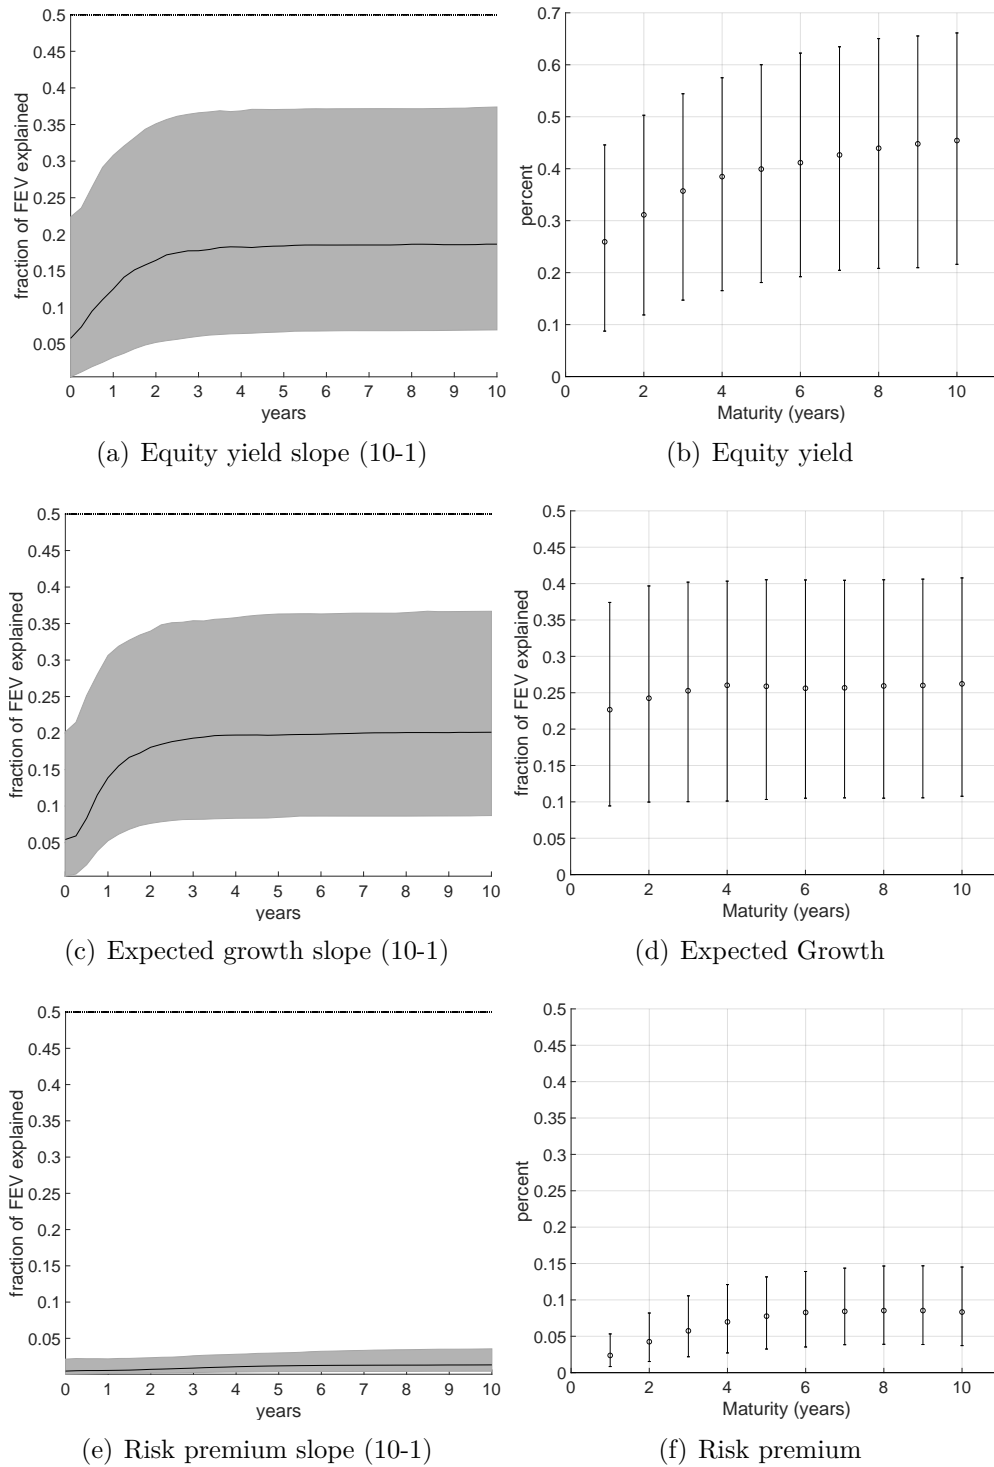 0.5
0.45
0.4
0.35
0.3
0.25
0.2
0.15
0.1
0.05
fraction of FEV explained
0 1 2 3 4 5 6 7 8 9 10
years
(a) Equity yield slope (10-1)
0.7
0.6
0.5
0.4
0.3
0.2
0.1
0
percent
0 2 4 6 8 10
Maturity (years)
(b) Equity yield
0.5
0.45
0.4
0.35
0.3
0.25
0.2
0.15
0.1
0.05
fraction of FEV explained
0 1 2 3 4 5 6 7 8 9 10
years
(c) Expected growth slope (10-1)
0.5
0.45
0.4
0.35
0.3
0.25
0.2
0.15
0.1
0.05
0
fraction of FEV explained
0 2 4 6 8 10
Maturity (years)
(d) Expected Growth
0.5
0.45
0.4
0.35
0.3
0.25
0.2
0.15
0.1
0.05
fraction of FEV explained
0 1 2 3 4 5 6 7 8 9 10
years
(e) Risk premium slope (10-1)
0.5
0.45
0.4
0.35
0.3
0.25
0.2
0.15
0.1
0.05
0
percent
0 2 4 6 8 10
Maturity (years)
(f) Risk premium